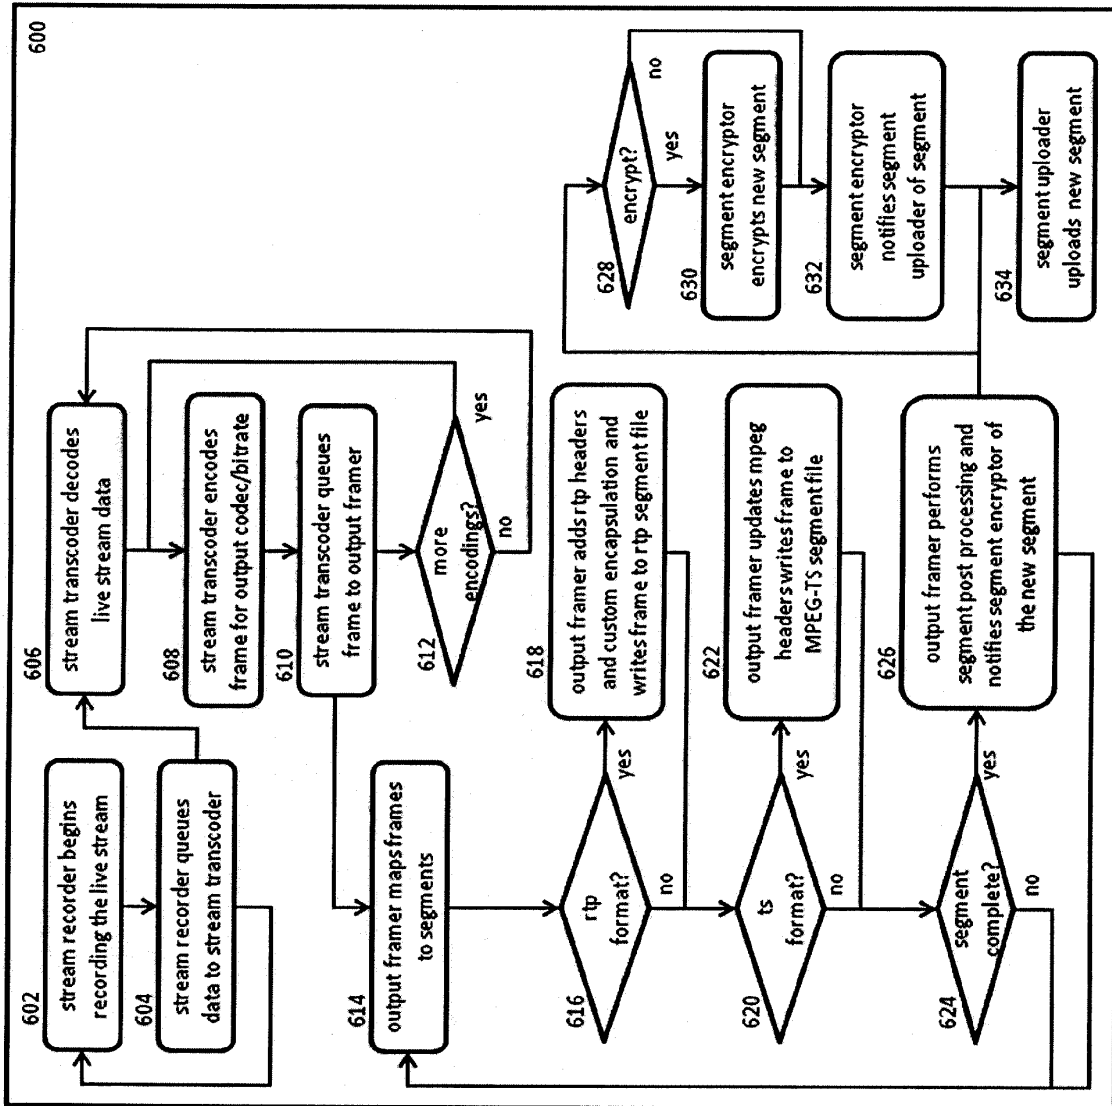 600
602
stream recorder begins
recording the live stream
604
stream recorder queues
data to stream transcoder
606
stream transcoder decodes
live stream data
608
stream transcoder encodes
frame for output codec/bitrate
610
stream transcoder queues
frame to output framer
612
more
encodings?
yes
no
614
output framer maps frames
to segments
616
rtp
format?
yes
no
618
output framer adds rtp headers
and custom encapsulation and
writes frame to rtp segment file
620
ts
format?
yes
no
622
output framer updates mpeg
headers writes frame to
MPEG-TS segment file
624
segment
complete?
yes
no
626
output framer performs
segment post processing and
notifies segment encryptor of
the new segment
628
encrypt?
no
yes
630
segment encryptor
encrypts new segment
632
segment encryptor
notifies segment
uploader of segment
634
segment uploader
uploads new segment